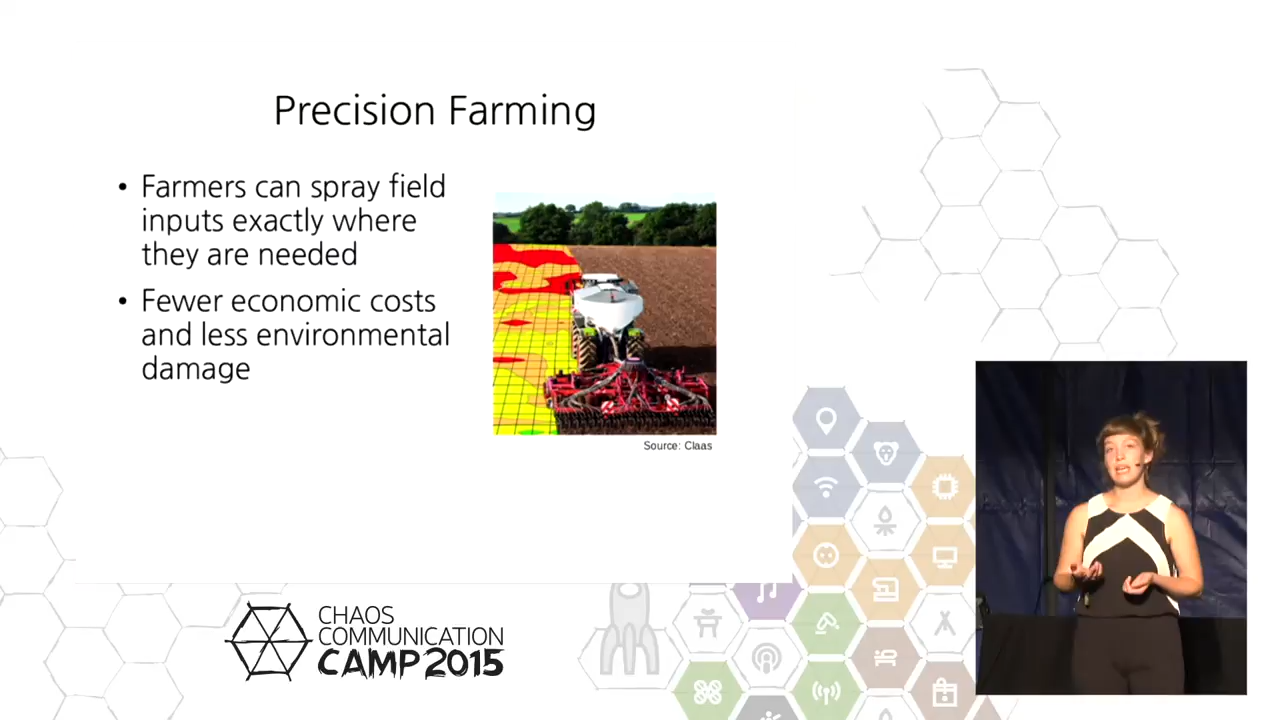 Precision Farming
• Farmers can spray field
inputs exactly where
they are needed
• Fewer economic costs
and less environmental
damage
Source: Claas
CHAOS
COMMUNICATION
CAMP 2015